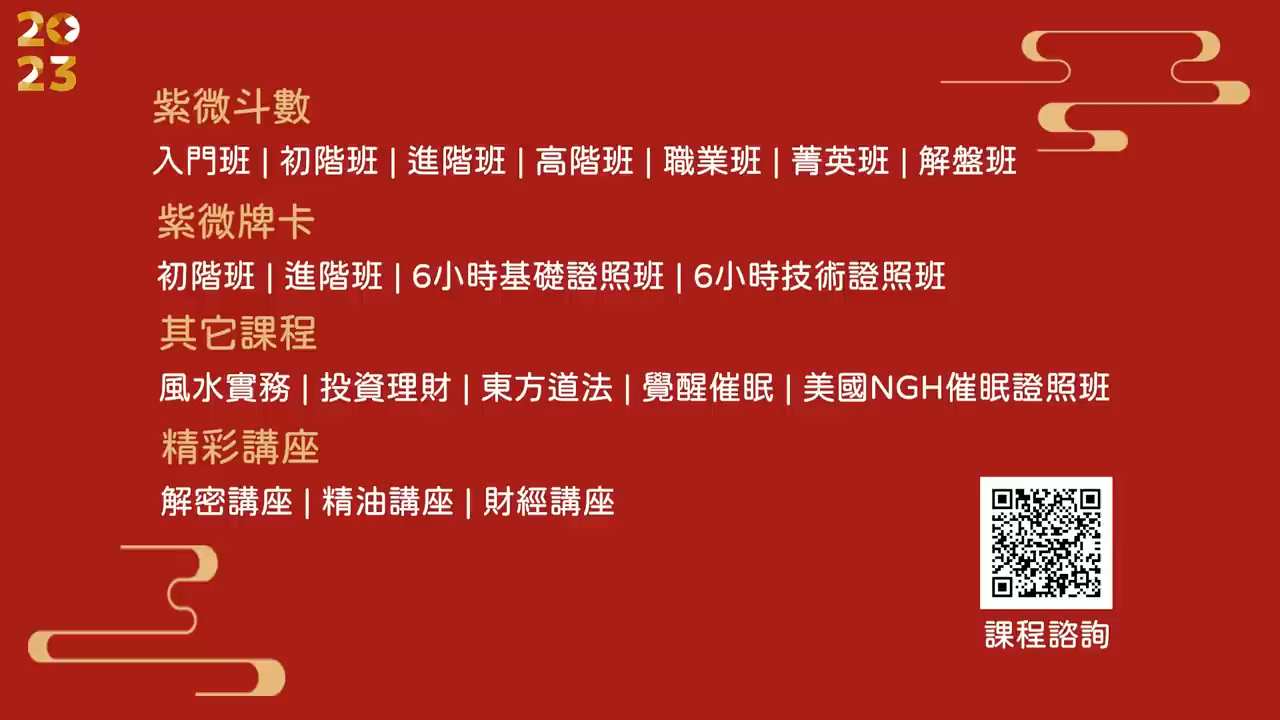 20
23
紫微斗數
入門班 | 初階班 | 進階班 | 高階班 | 職業班 | 菁英班 | 解盤班
紫微牌卡
初階班 | 進階班 | 6小時基礎證照班 | 6小時技術證照班
其它課程
風水實務 | 投資理財 | 東方道法 | 覺醒催眠 | 美國NGH催眠證照班
精彩講座
解密講座 | 精油講座 | 財經講座
課程諮詢